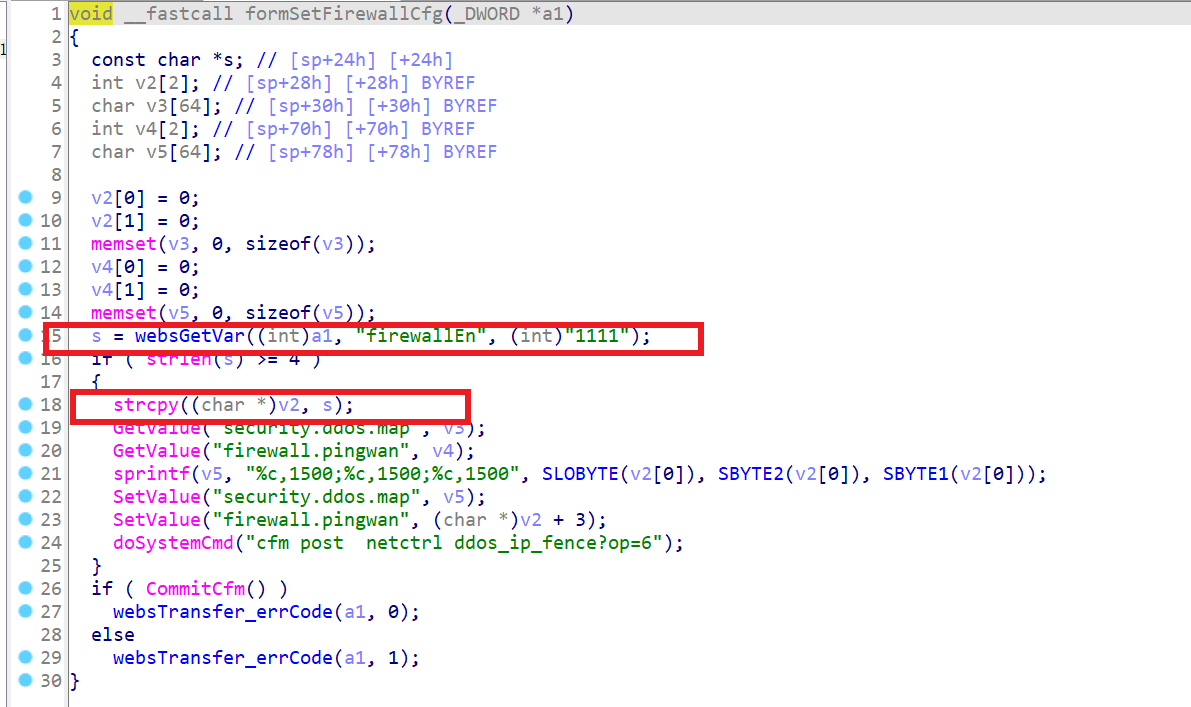 1 void __fastcall formSetFirewallCfg(_DWORD *a1)
2 {
3 const char *s; // [sp+24h] [+24h]
4 int v2[2]; // [sp+28h] [+28h] BYREF
5 char v3[64]; // [sp+30h] [+30h] BYREF
6 int v4[2]; // [sp+70h] [+70h] BYREF
7 char v5[64]; // [sp+78h] [+78h] BYREF
8
9 v2[0] = 0;
10 v2[1] = 0;
11 memset(v3, 0, sizeof(v3));
12 v4[0] = 0;
13 v4[1] = 0;
14 memset(v5, 0, sizeof(v5));
15 s = websGetVar((int)a1, "firewallEn", (int)"1111");
16 if ( strlen(s) >= 4 )
17 {
18 strcpy((char *)v2, s);
19 GetValue("security.ddos.map", v3);
20 GetValue("firewall.pingwan", v4);
21 sprintf(v5, "%c,1500;%c,1500;%c,1500", SLOBYTE(v2[0]), SBYTE2(v2[0]), SBYTE1(v2[0]));
22 SetValue("security.ddos.map", v5);
23 SetValue("firewall.pingwan", (char *)v2 + 3);
24 doSystemCmd("cfm post  netctrl ddos_ip_fence?op=6");
25 }
26 if ( CommitCfm() )
27 websTransfer_errCode(a1, 0);
28 else
29 websTransfer_errCode(a1, 1);
30 }